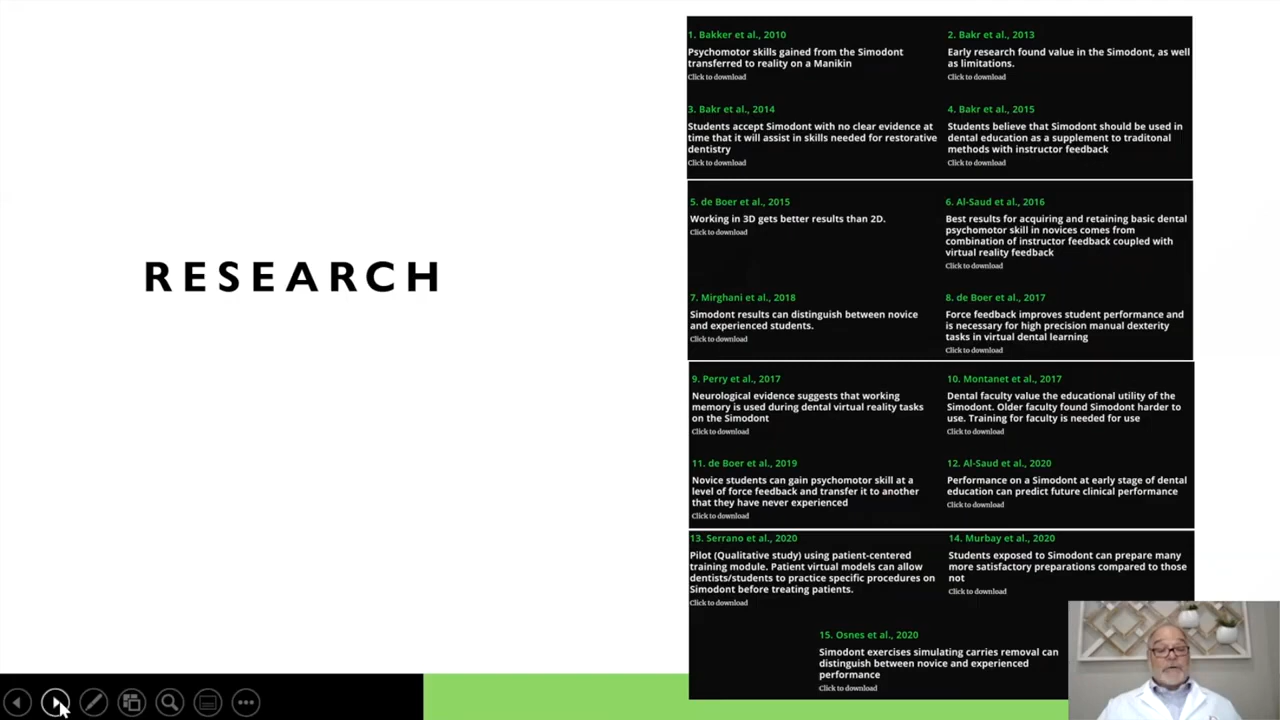 RESEARCH
1. Bakker et al., 2010
Psychomotor skills gained from the Simodont
transferred to reality on a Manikin
Click to download
2. Bakr et al., 2013
Early research found value in the Simodont, as well
as limitations.
Click to download
3. Bakr et al., 2014
Students accept Simodont with no clear evidence at
time that it will assist in skills needed for restorative
dentistry
Click to download
4. Bakr et al., 2015
Students believe that Simodont should be used in
dental education as a supplement to traditonal
methods with instructor feedback
Click to download
5. de Boer et al., 2015
Working in 3D gets better results than 2D.
Click to download
6. Al-Saud et al., 2016
Best results for acquiring and retaining basic dental
psychomotor skill in novices comes from
combination of instructor feedback coupled with
virtual reality feedback
Click to download
7. Mirghani et al., 2018
Simodont results can distinguish between novice
and experienced students.
Click to download
8. de Boer et al., 2017
Force feedback improves student performance and
is necessary for high precision manual dexterity
tasks in virtual dental learning
Click to download
9. Perry et al., 2017
Neurological evidence suggests that working
memory is used during dental virtual reality tasks
on the Simodont
Click to download
10. Montanet et al., 2017
Dental faculty value the educational utility of the
Simodont. Older faculty found Simodont harder to
use. Training for faculty is needed for use
Click to download
11. de Boer et al., 2019
Novice students can gain psychomotor skill at a
level of force feedback and transfer it to another
that they have never experienced
Click to download
12. Al-Saud et al., 2020
Performance on a Simodont at early stage of dental
education can predict future clinical performance
Click to download
13. Serrano et al., 2020
Pilot (Qualitative study) using patient-centered
training module. Patient virtual models can allow
dentists/students to practice specific procedures on
Simodont before treating patients.
Click to download
14. Murbay et al., 2020
Students exposed to Simodont can prepare many
more satisfactory preparations compared to those
not
Click to download
15. Osnes et al., 2020
Simodont exercises simulating carries removal can
distinguish between novice and experienced
performance
Click to download